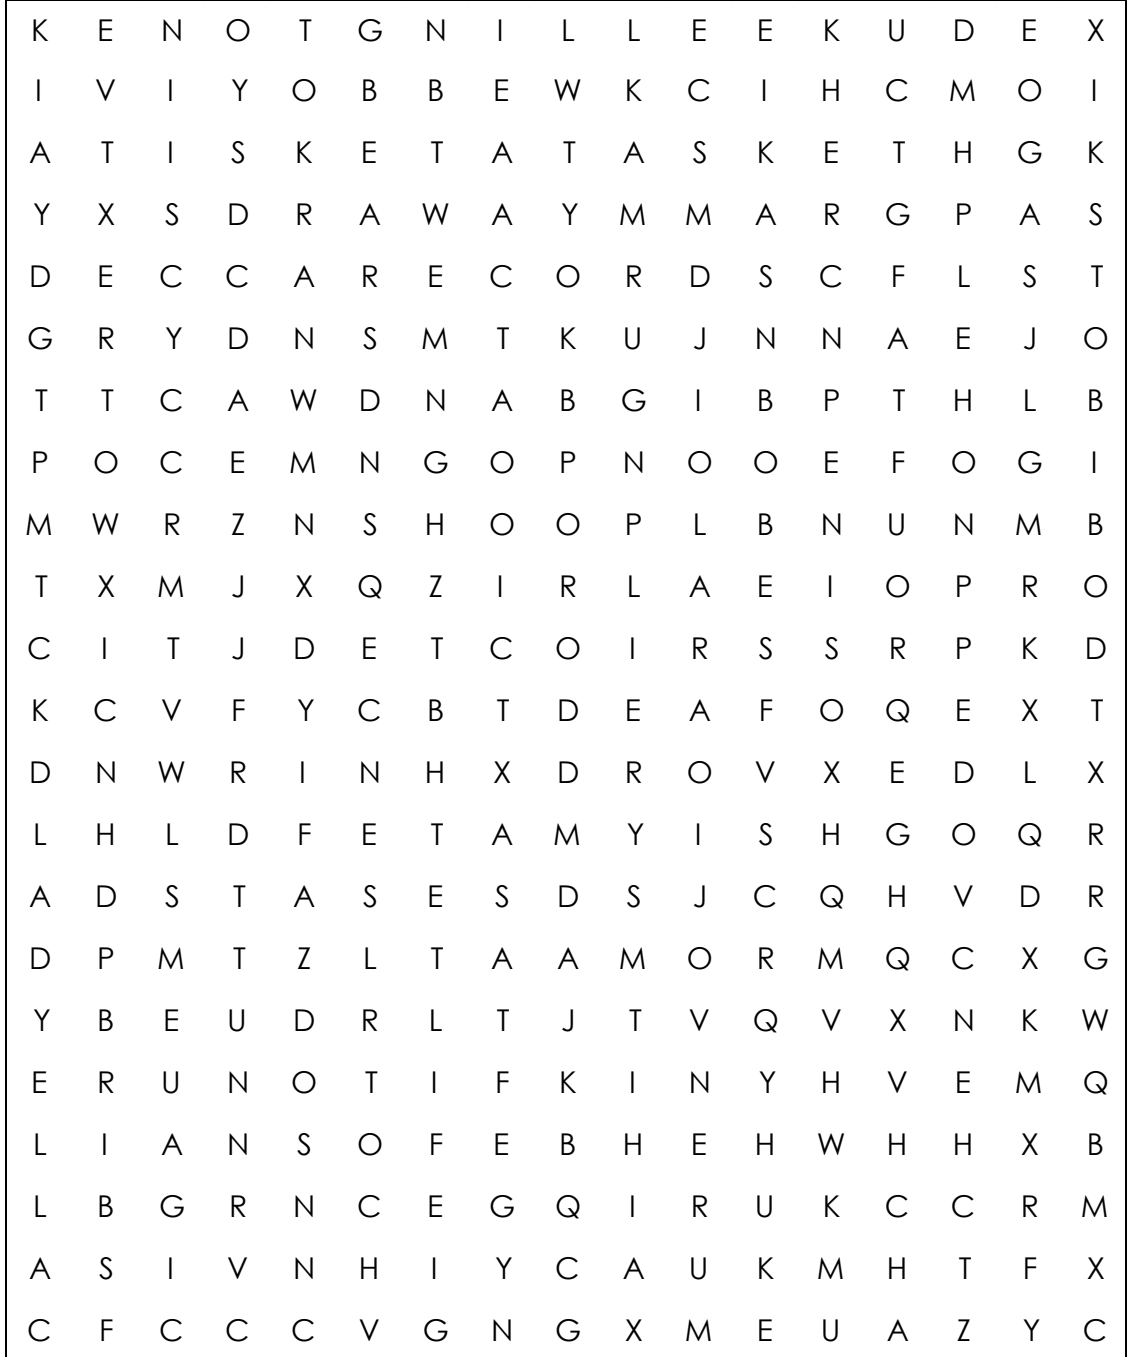 K E N O T G N I L L E E K U D E X
I V I Y O B B E W K C I H C M O I
A T I S K E T A T A S K E T H G K
Y X S D R A W A Y M M A R G P A S
D E C C A R E C O R D S C F L S T
G R Y D N S M T K U J N N A E J O
T T C A W D N A B G I B P T H L B
P O C E M N G O P N O O E F O G I
M W R Z N S H O O P L B N U N M B
T X M J X Q Z I R L A E I O P R O
C I T J D E T C O I R S S R P K D
K C V F Y C B T D E A F O Q E X T
D N W R I N H X D R O V X E D L X
L H L D F E T A M Y I S H G O Q R
A D S T A S E S D S J C Q H V D R
D P M T Z L T A A M O R M Q C X G
Y B E U D R L T J T V Q V X N K W
E R U N O T I F K I N Y H V E M Q
L I A N S O F E B H E H W H H X B
L B G R N C E G Q I R U K C C R M
A S I V N H I Y C A U K M H T F X
C F C C C V G N G X M E U A Z Y C